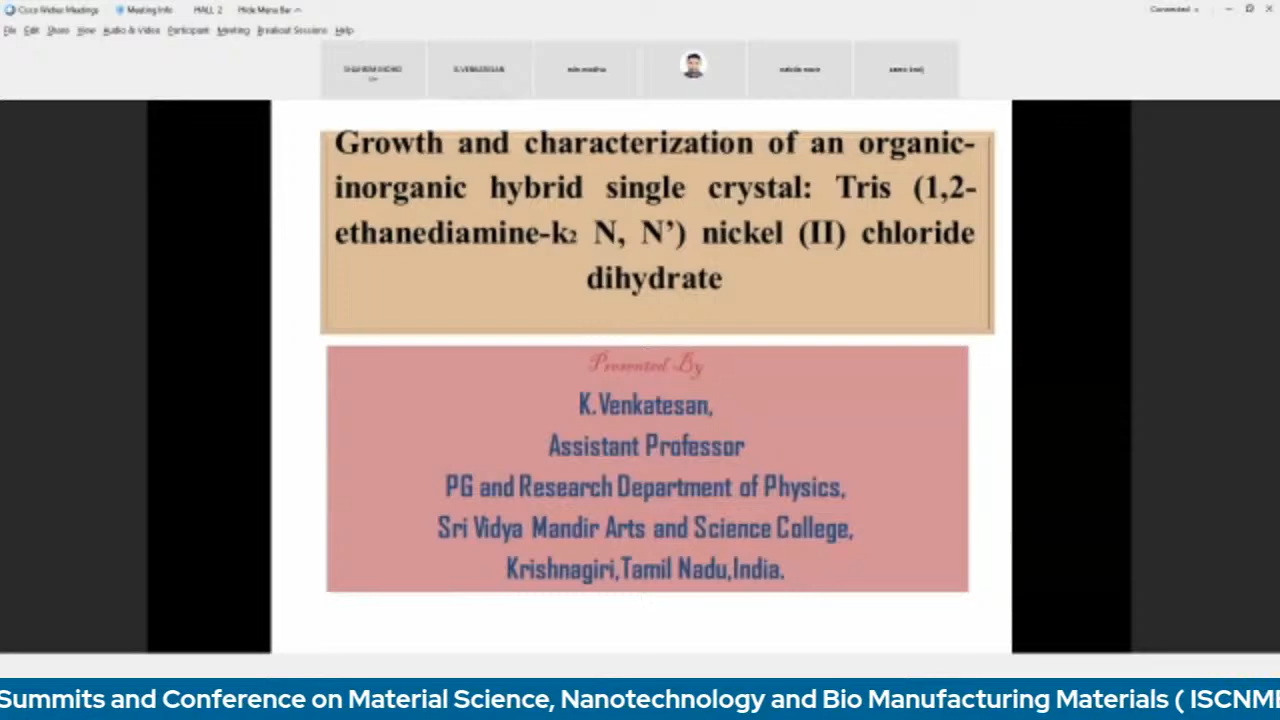 Cisco Webex Meetings Meeting Info HALL 2 Hide Menu Bar Connected
File Edit Share View Audio & Video Participant Meeting Breakout Sessions Help
K.VENKATESAN
Growth and characterization of an organic-
inorganic hybrid single crystal: Tris (1,2-
ethanediamine-k2 N, N’) nickel (II) chloride
dihydrate
Presented By
K.Venkatesan,
Assistant Professor
PG and Research Department of Physics,
Sri Vidya Mandir Arts and Science College,
Krishnagiri,Tamil Nadu,India.
Summits and Conference on Material Science, Nanotechnology and Bio Manufacturing Materials ( ISCNM